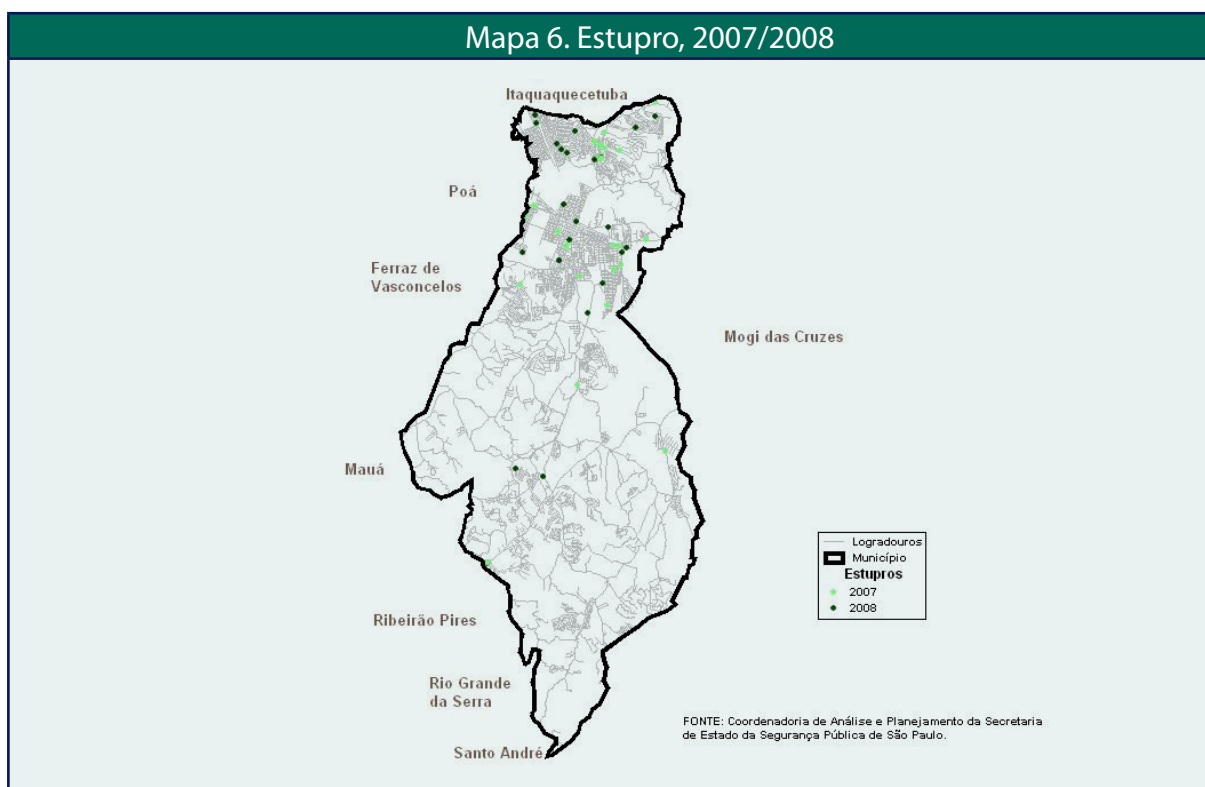 Mapa 6. Estupro, 2007/2008
Itaquaquecetuba
Poá
Ferraz de
Vasconcelos
Mogi das Cruzes
Mauá
Logradouros
Município
Estupros
2007
2008
Ribeirão Pires
Rio Grande
da Serra
FONTE: Coordenadoria de Análise e Planejamento da Secretaria
de Estado da Segurança Pública de São Paulo.
Santo André